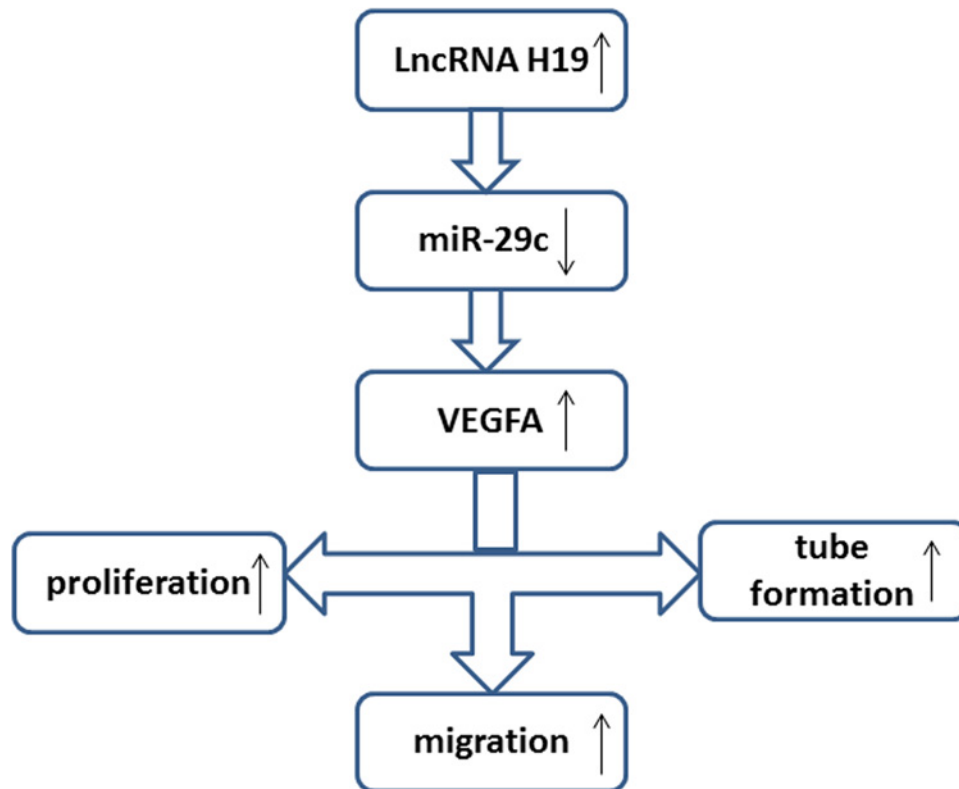 LncRNA H19
miR-29c
VEGFA
proliferation
tube
formation
migration